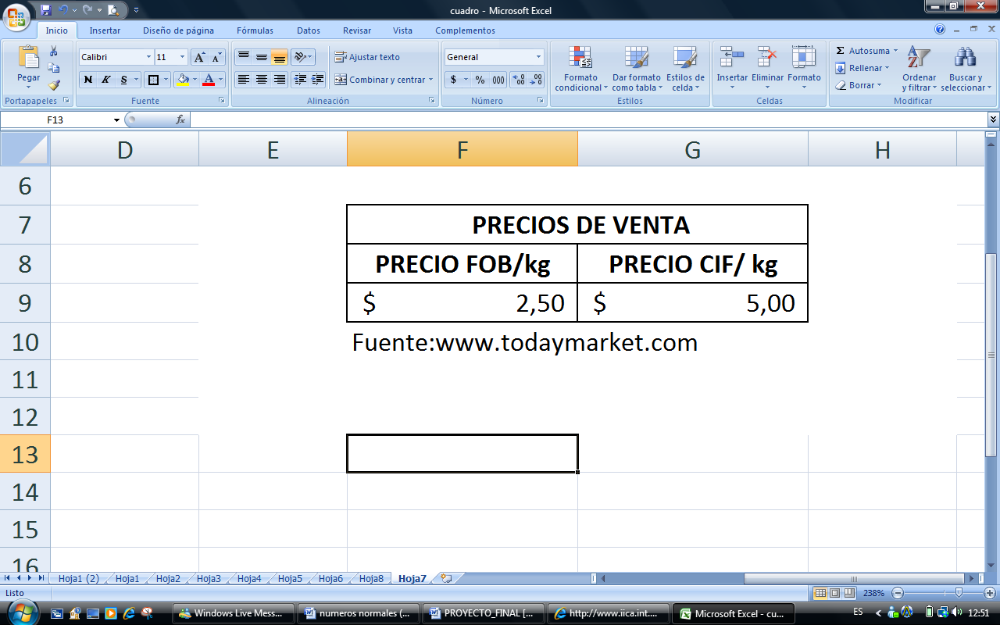 cuadro - Microsoft Excel
Inicio Insertar Diseño de página Fórmulas Datos Revisar Vista Complementos
Pegar
Portapapeles
Calibri 11
N K S
Fuente
Ajustar texto
Combinar y centrar
Alineación
General
$ % 000
Número
Formato condicional
Dar formato como tabla
Estilos de celda
Estilos
Insertar Eliminar Formato
Celdas
Autosuma
Rellenar
Borrar
Ordenar y filtrar
Buscar y seleccionar
Modificar
F13 fx
D E F G H
6
7 PRECIOS DE VENTA
8 PRECIO FOB/kg PRECIO CIF/ kg
9 $ 2,50 $ 5,00
10 Fuente:www.todaymarket.com
11
12
13
14
15
16
Hoja1 (2) Hoja1 Hoja2 Hoja3 Hoja4 Hoja5 Hoja6 Hoja8 Hoja7
Listo 238%
Windows Live Mess... numeros normales (... PROYECTO_FINAL [... http://www.iica.int.... Microsoft Excel - cu... ES 12:51